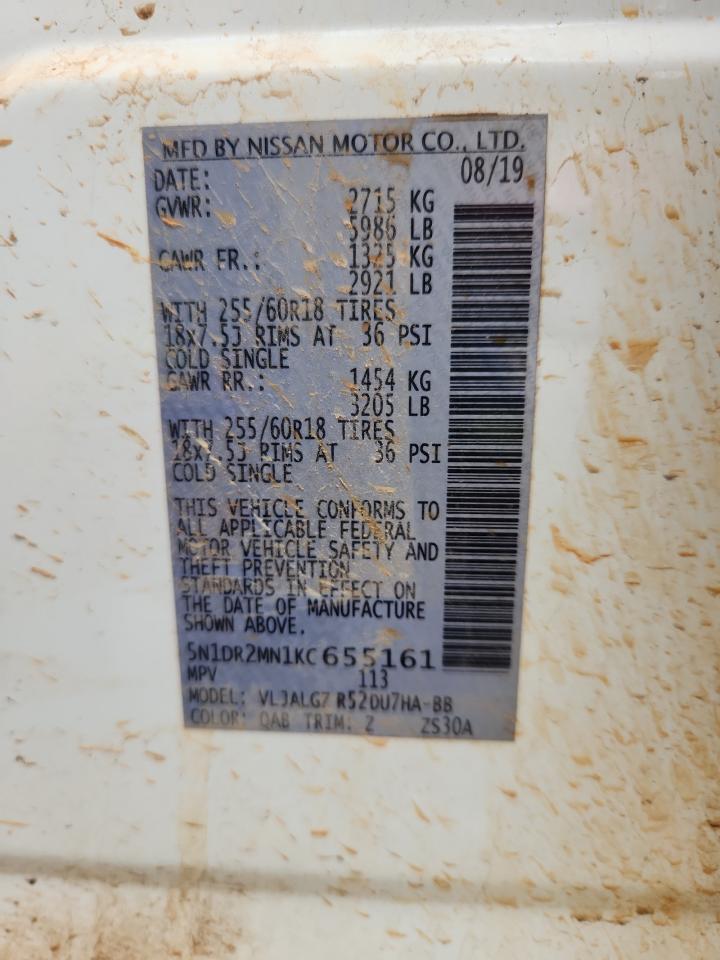 MFD BY NISSAN MOTOR CO., LTD.
DATE: 08/19
GVWR: 2715 KG
5986 LB
GAWR FR.: 1325 KG
2921 LB
WITH 255/60R18 TIRES
18x7.5J RIMS AT 36 PSI
COLD SINGLE
GAWR RR.: 1454 KG
3205 LB
WITH 255/60R18 TIRES
18x7.5J RIMS AT 36 PSI
COLD SINGLE
THIS VEHICLE CONFORMS TO
ALL APPLICABLE FEDERAL
MOTOR VEHICLE SAFETY AND
THEFT PREVENTION
STANDARDS IN EFFECT ON
THE DATE OF MANUFACTURE
SHOWN ABOVE.
5N1DR2MN1KC655161
MPV 113
MODEL: VLJALG7 R52DU7HA-BB
COLOR: QAB TRIM: Z ZS30A